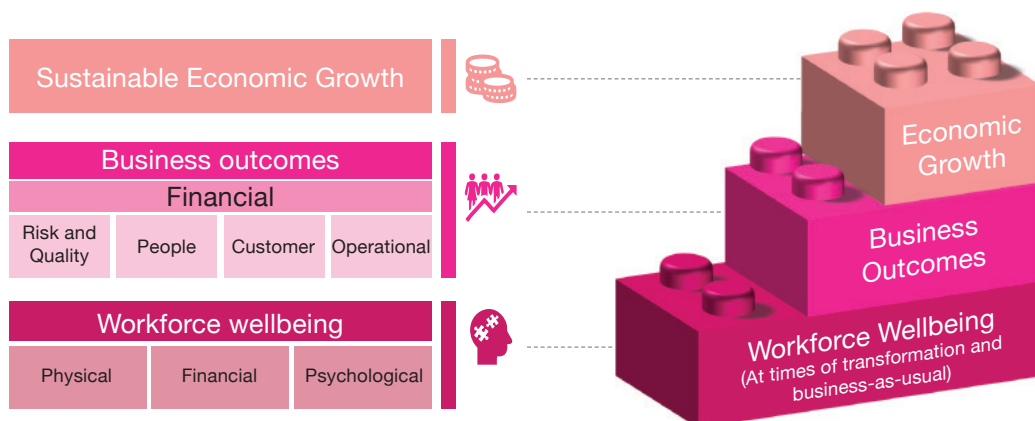 Sustainable Economic Growth
Business outcomes
Financial
Risk and
Quality
People
Customer
Operational
Workforce wellbeing
Physical
Financial
Psychological
Economic
Growth
Business
Outcomes
Workforce Wellbeing
(At times of transformation and
business-as-usual)